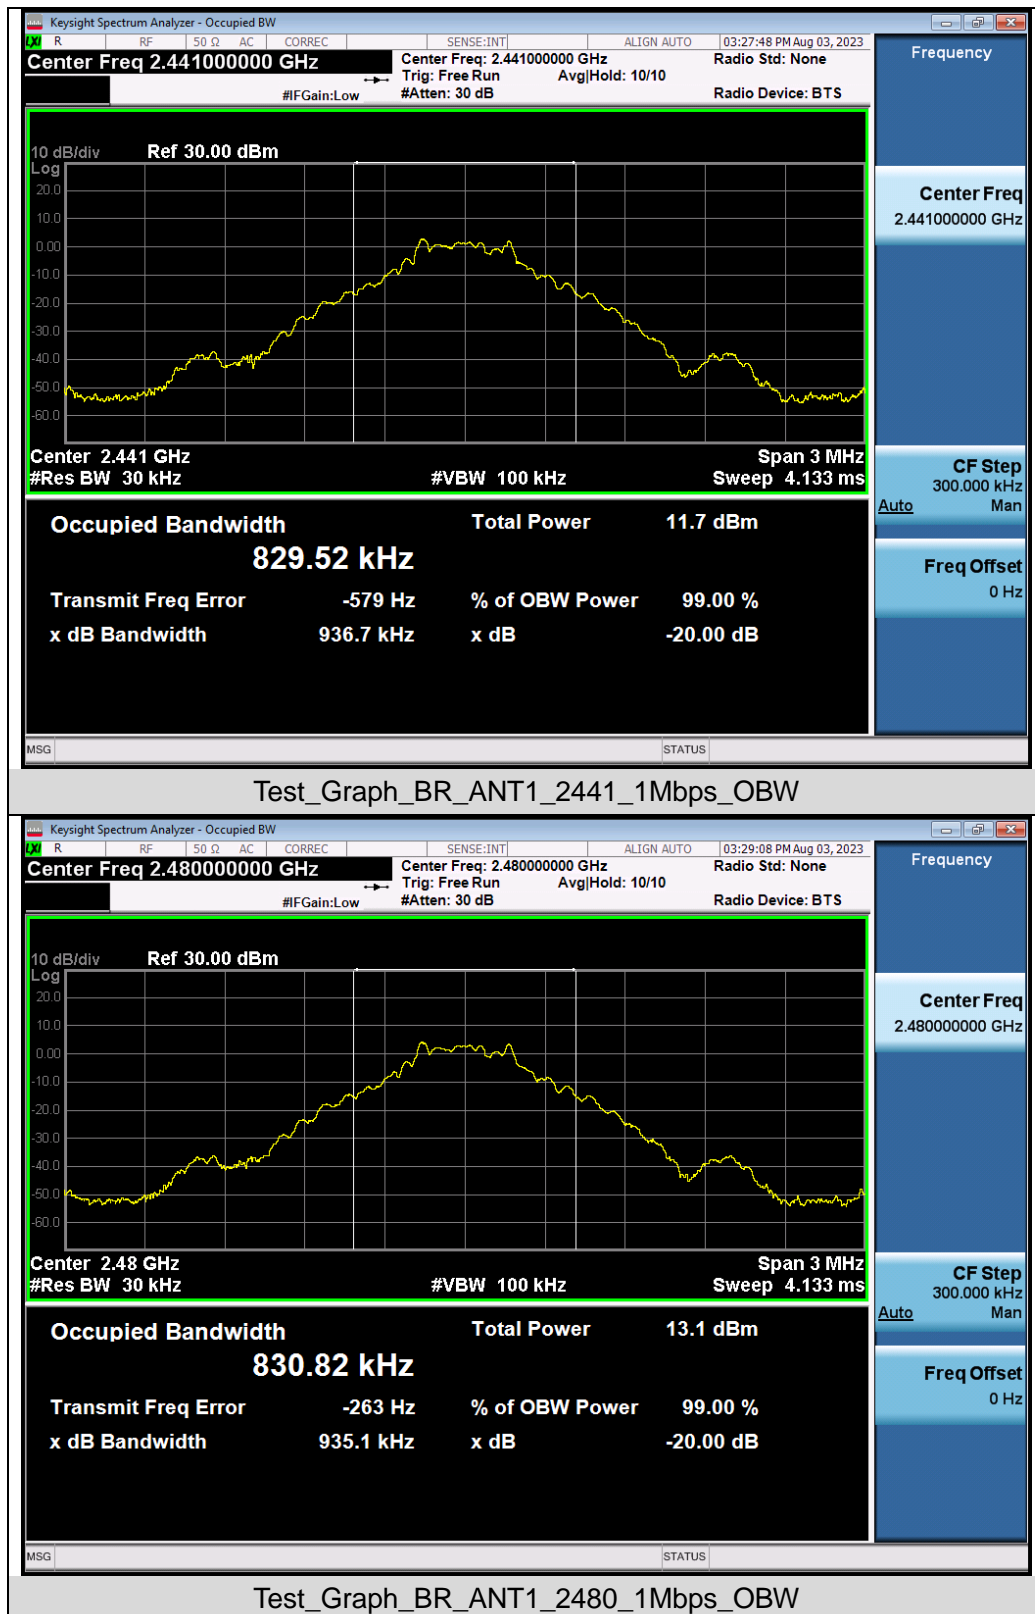 Keysight Spectrum Analyzer - Occupied BW
LXI R RF 50 Ω AC CORREC SENSE:INT ALIGN AUTO 03:27:48 PM Aug 03, 2023
Center Freq 2.441000000 GHz
Center Freq: 2.441000000 GHz Radio Std: None
Trig: Free Run Avg|Hold: 10/10
#IFGain:Low #Atten: 30 dB Radio Device: BTS
Frequency
10 dB/div Ref 30.00 dBm
Log
20.0
10.0
0.00
-10.0
-20.0
-30.0
-40.0
-50.0
-60.0
Center 2.441 GHz Span 3 MHz
#Res BW 30 kHz #VBW 100 kHz Sweep 4.133 ms
Center Freq
2.441000000 GHz
CF Step
300.000 kHz
Auto Man
Freq Offset
0 Hz
Occupied Bandwidth Total Power 11.7 dBm
829.52 kHz
Transmit Freq Error -579 Hz % of OBW Power 99.00 %
x dB Bandwidth 936.7 kHz x dB -20.00 dB
MSG STATUS
Test_Graph_BR_ANT1_2441_1Mbps_OBW
Keysight Spectrum Analyzer - Occupied BW
LXI R RF 50 Ω AC CORREC SENSE:INT ALIGN AUTO 03:29:08 PM Aug 03, 2023
Center Freq 2.480000000 GHz
Center Freq: 2.480000000 GHz Radio Std: None
Trig: Free Run Avg|Hold: 10/10
#IFGain:Low #Atten: 30 dB Radio Device: BTS
Frequency
10 dB/div Ref 30.00 dBm
Log
20.0
10.0
0.00
-10.0
-20.0
-30.0
-40.0
-50.0
-60.0
Center 2.48 GHz Span 3 MHz
#Res BW 30 kHz #VBW 100 kHz Sweep 4.133 ms
Center Freq
2.480000000 GHz
CF Step
300.000 kHz
Auto Man
Freq Offset
0 Hz
Occupied Bandwidth Total Power 13.1 dBm
830.82 kHz
Transmit Freq Error -263 Hz % of OBW Power 99.00 %
x dB Bandwidth 935.1 kHz x dB -20.00 dB
MSG STATUS
Test_Graph_BR_ANT1_2480_1Mbps_OBW